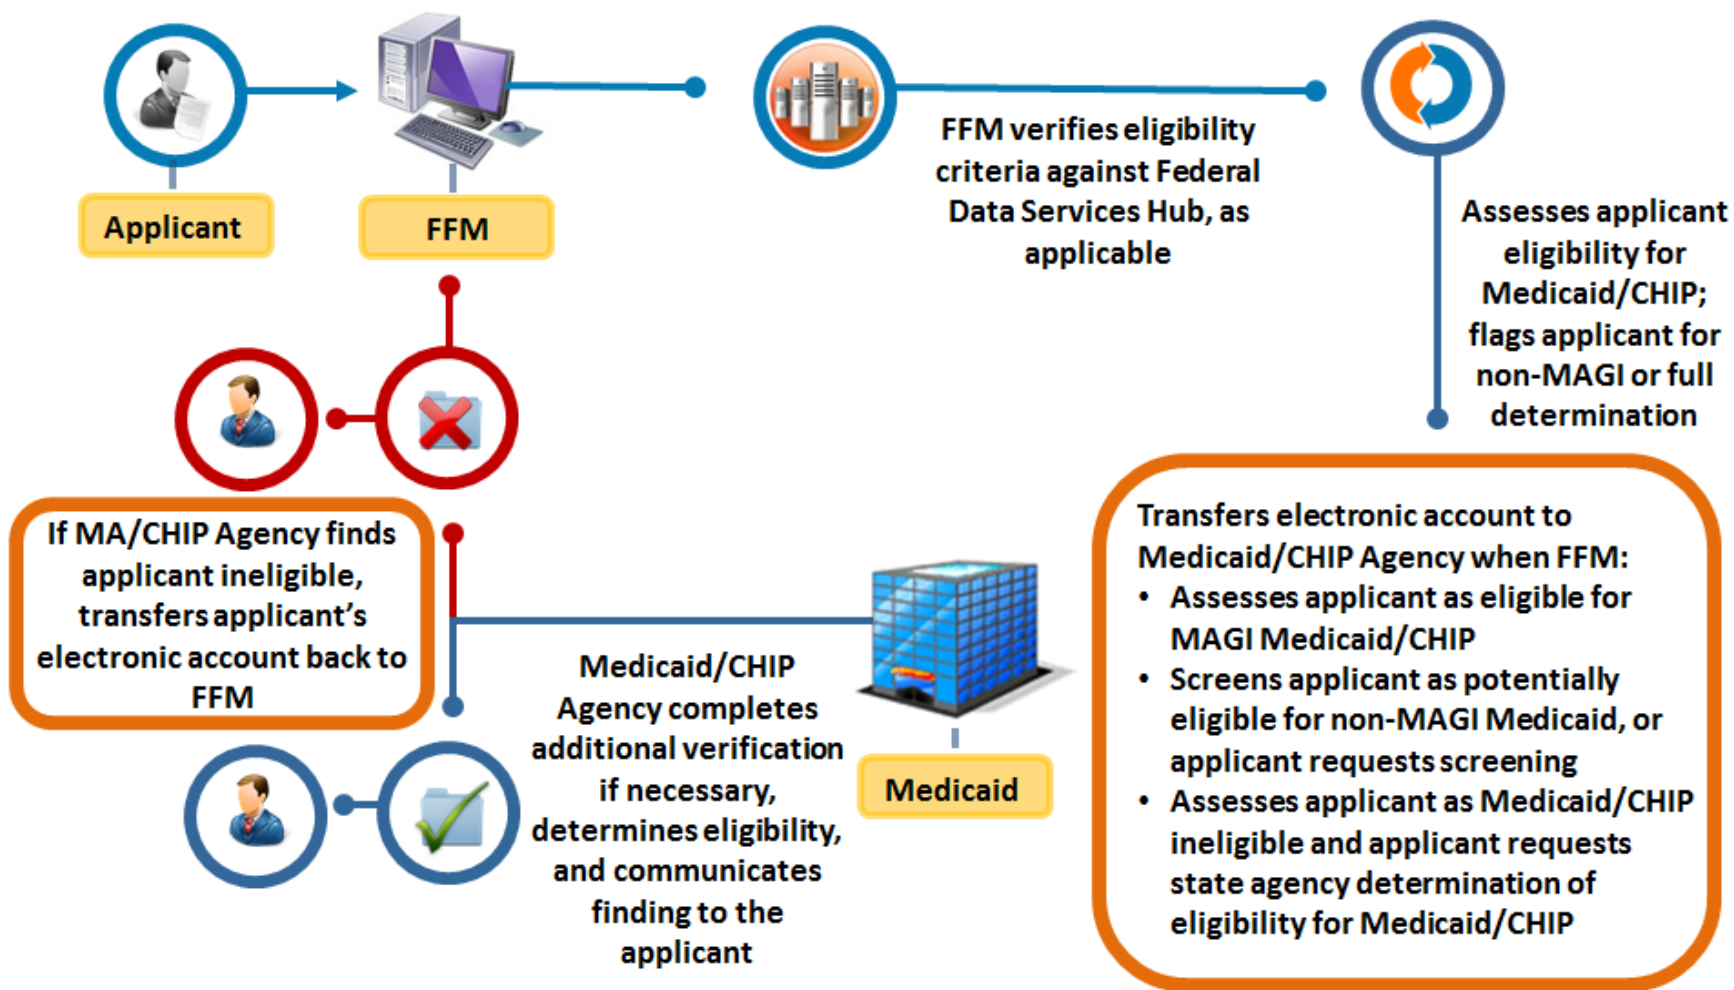 Applicant
FFM
FFM verifies eligibility
criteria against Federal
Data Services Hub, as
applicable
Assesses applicant
eligibility for
Medicaid/CHIP;
flags applicant for
non-MAGI or full
determination
Transfers electronic account to
Medicaid/CHIP Agency when FFM:
• Assesses applicant as eligible for
MAGI Medicaid/CHIP
• Screens applicant as potentially
eligible for non-MAGI Medicaid, or
applicant requests screening
• Assesses applicant as Medicaid/CHIP
ineligible and applicant requests
state agency determination of
eligibility for Medicaid/CHIP
Medicaid
Medicaid/CHIP
Agency completes
additional verification
if necessary,
determines eligibility,
and communicates
finding to the
applicant
If MA/CHIP Agency finds
applicant ineligible,
transfers applicant's
electronic account back to
FFM